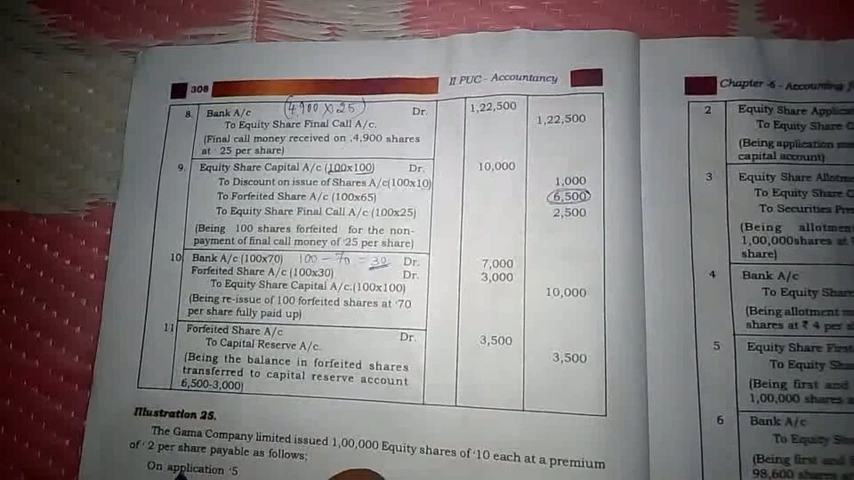 308
II PUC - Accountancy
8. Bank A/c (4,900 x 25) Dr. 1,22,500
To Equity Share Final Call A/c. 1,22,500
(Final call money received on .4,900 shares
at ' 25 per share)
9. Equity Share Capital A/c (100x100) Dr. 10,000
To Discount on issue of Shares A/c(100x10) 1,000
To Forfeited Share A/c (100x65) 6,500
To Equity Share Final Call A/c (100x25) 2,500
(Being 100 shares forfeited for the non-
payment of final call money of '25 per share)
10 Bank A/c (100x70) 100 - 70 = 30 Dr. 7,000
Forfeited Share A/c (100x30) Dr. 3,000
To Equity Share Capital A/c.(100x100) 10,000
(Being re-issue of 100 forfeited shares at '70
per share fully paid up)
11 Forfeited Share A/c Dr. 3,500
To Capital Reserve A/c. 3,500
(Being the balance in forfeited shares
transferred to capital reserve account
6,500-3,000)
Illustration 25.
The Gama Company limited issued 1,00,000 Equity shares of '10 each at a premium
of '2 per share payable as follows;
On application '5
Chapter -6 - Accounting
2 Equity Share
To Equity Share
(Being application
capital account)
3 Equity Share
To Equity Share
To Securities
(Being allotment
1,00,000shares at
share)
4 Bank A/c
To Equity Share
(Being allotment
shares at ₹ 4 per
5 Equity Share First
To Equity
(Being first and
1,00,000 shares
6 Bank A/c
To Equity
(Being first and
98,600 shares